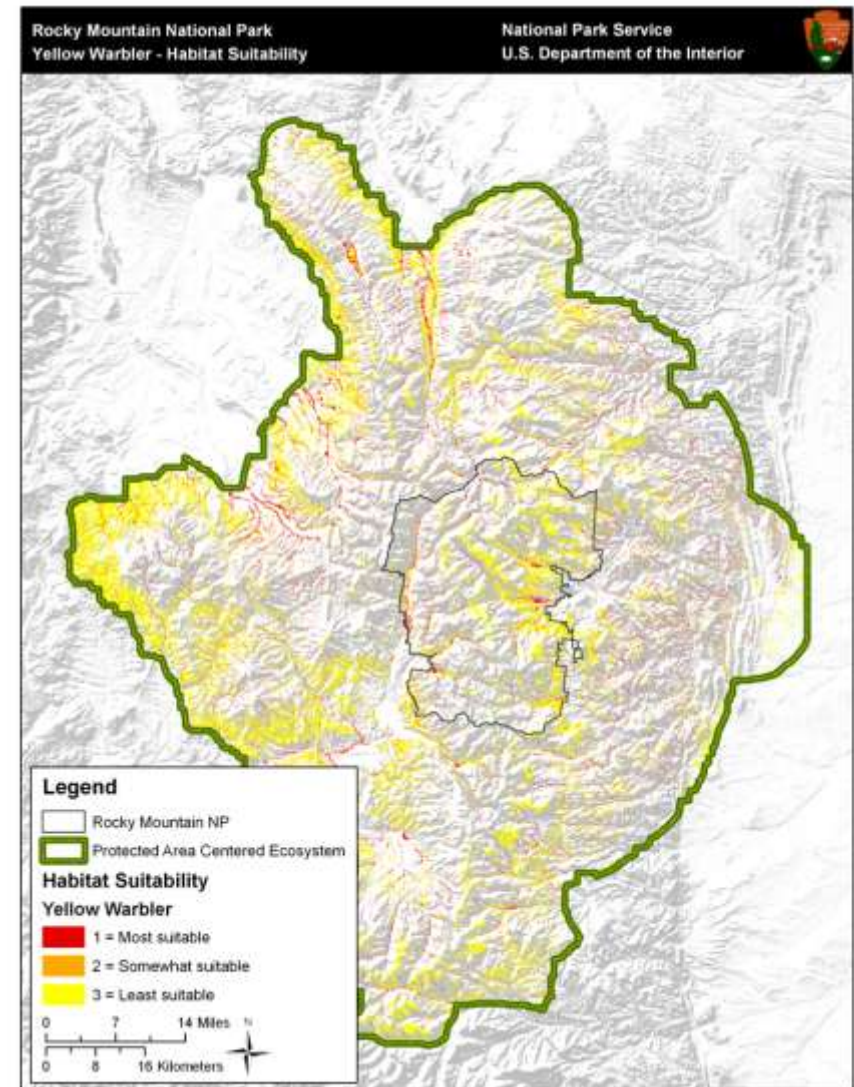 Rocky Mountain National Park
Yellow Warbler - Habitat Suitability
National Park Service
U.S. Department of the Interior
Legend
Rocky Mountain NP
Protected Area Centered Ecosystem
Habitat Suitability
Yellow Warbler
1 = Most suitable
2 = Somewhat suitable
3 = Least suitable
0 7 14 Miles
N
0 8 16 Kilometers